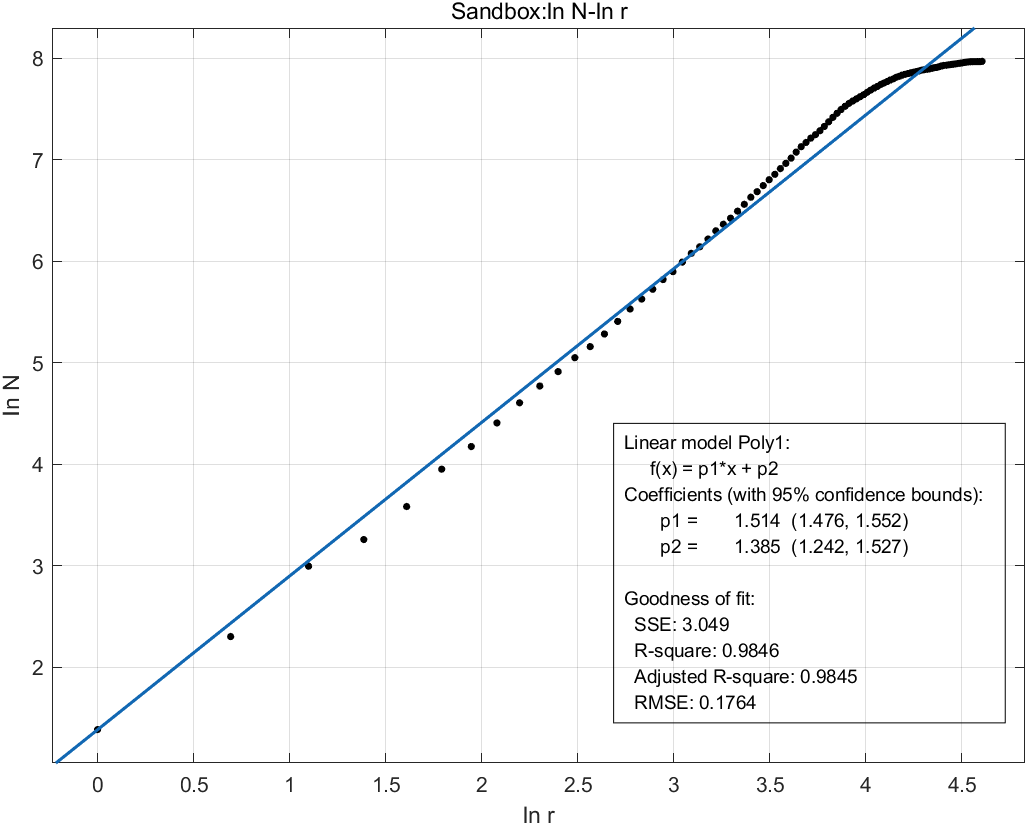 Sandbox:ln N-ln r
8
7
6
5
4
3
2
ln N
Linear model Poly1:
f(x) = p1*x + p2
Coefficients (with 95% confidence bounds):
p1 = 1.514 (1.476, 1.552)
p2 = 1.385 (1.242, 1.527)
Goodness of fit:
SSE: 3.049
R-square: 0.9846
Adjusted R-square: 0.9845
RMSE: 0.1764
0 0.5 1 1.5 2 2.5 3 3.5 4 4.5
ln r